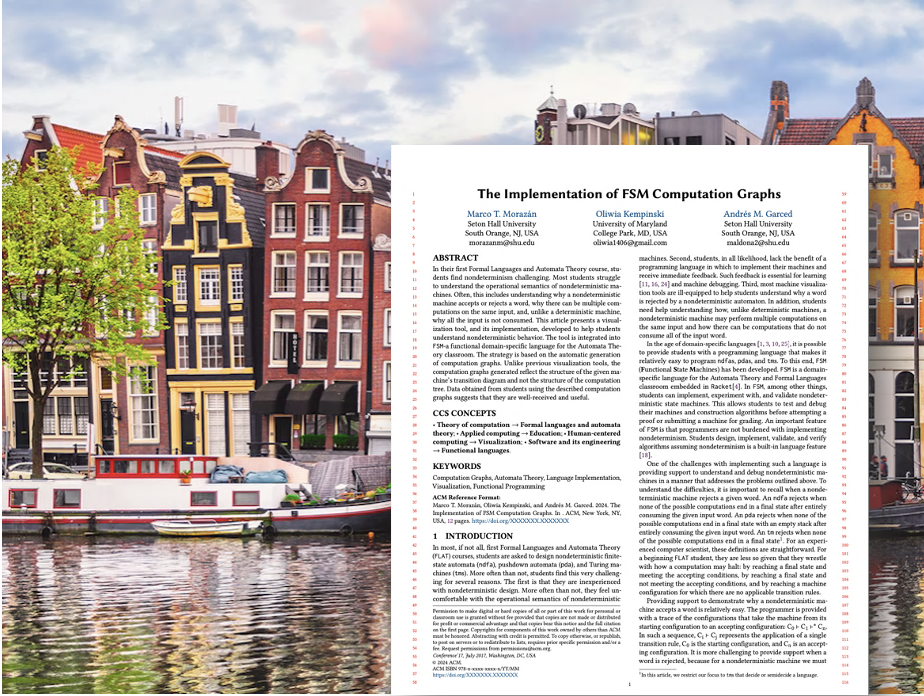 HOTEL
The Implementation of FSM Computation Graphs
Marco T. Morazán
Seton Hall University
South Orange, NJ, USA
morazanm@shu.edu
Oliwia Kempinski
University of Maryland
College Park, MD, USA
oliwia1406@gmail.com
Andrés M. Garced
Seton Hall University
South Orange, NJ, USA
maldona2@shu.edu
ABSTRACT
In their first Formal Languages and Automata Theory course, stu-
dents find nondeterminism challenging. Most students struggle
to understand the operational semantics of nondeterministic ma-
chines. Often, this includes understanding why a nondeterministic
machine accepts or rejects a word, why there can be multiple com-
putations on the same input, and, unlike a deterministic machine,
why all the input is not consumed. This article presents a visual-
ization tool, and its implementation, developed to help students
understand nondeterministic behavior. The tool is integrated into
FSM–a functional domain-specific language for the Automata The-
ory classroom. The strategy is based on the automatic generation
of computation graphs. Unlike previous visualization tools, the
computation graphs generated reflect the structure of the given ma-
chine's transition diagram and not the structure of the computation
tree. Data obtained from students using the described computation
graphs suggests that they are well-received and useful.
CCS CONCEPTS
• Theory of computation → Formal languages and automata
theory; • Applied computing → Education; • Human-centered
computing → Visualization; • Software and its engineering
→ Functional languages.
KEYWORDS
Computation Graphs, Automata Theory, Language Implementation,
Visualization, Functional Programming
ACM Reference Format:
Marco T. Morazán, Oliwia Kempinski, and Andrés M. Garced. 2024. The
Implementation of FSM Computation Graphs. In . ACM, New York, NY,
USA, 12 pages. https://doi.org/XXXXXXX.XXXXXXX
1 INTRODUCTION
In most, if not all, first Formal Languages and Automata Theory
(FLAT) courses, students are asked to design nondeterministic finite-
state automata (ndfa), pushdown automata (pda), and Turing ma-
chines (tms). More often than not, students find this very challeng-
ing for several reasons. The first is that they are inexperienced
with nondeterministic design. More often than not, they feel un-
comfortable with the operational semantics of nondeterministic
Permission to make digital or hard copies of all or part of this work for personal or
classroom use is granted without fee provided that copies are not made or distributed
for profit or commercial advantage and that copies bear this notice and the full citation
on the first page. Copyrights for components of this work owned by others than ACM
must be honored. Abstracting with credit is permitted. To copy otherwise, or republish,
to post on servers or to redistribute to lists, requires prior specific permission and/or a
fee. Request permissions from permissions@acm.org.
Conference'17, July 2017, Washington, DC, USA
© 2024 ACM.
ACM ISBN 978-x-xxxx-xxxx-x/YY/MM
https://doi.org/XXXXXXX.XXXXXXX
machines. Second, students, in all likelihood, lack the benefit of a
programming language in which to implement their machines and
receive immediate feedback. Such feedback is essential for learning
[11, 16, 24] and machine debugging. Third, most machine visualiza-
tion tools are ill-equipped to help students understand why a word
is rejected by a nondeterministic automaton. In addition, students
need help understanding how, unlike deterministic machines, a
nondeterministic machine may perform multiple computations on
the same input and how there can be computations that do not
consume all of the input word.
In the age of domain-specific languages [1, 3, 10, 25], it is possible
to provide students with a programming language that makes it
relatively easy to program ndfas, pdas, and tms. To this end, FSM
(Functional State Machines) has been developed. FSM is a domain-
specific language for the Automata Theory and Formal Languages
classroom embedded in Racket[4]. In FSM, among other things,
students can implement, experiment with, and validate nondeter-
ministic state machines. This allows students to test and debug
their machines and construction algorithms before attempting a
proof or submitting a machine for grading. An important feature
of FSM is that programmers are not burdened with implementing
nondeterminism. Students design, implement, validate, and verify
algorithms assuming nondeterminism is a built-in language feature
[18].
One of the challenges with implementing such a language is
providing support to understand and debug nondeterministic ma-
chines in a manner that addresses the problems outlined above. To
understand the difficulties, it is important to recall when a nonde-
terministic machine rejects a given word. An ndfa rejects when
none of the possible computations end in a final state after entirely
consuming the given input word. An pda rejects when none of the
possible computations end in a final state with an empty stack after
entirely consuming the given input word. An tm rejects when none
of the possible computations end in a final state1. For an experi-
enced computer scientist, these definitions are straightforward. For
a beginning FLAT student, they are less so given that they wrestle
with how a computation may halt: by reaching a final state and
meeting the accepting conditions, by reaching a final state and
not meeting the accepting conditions, and by reaching a machine
configuration for which there are no applicable transition rules.
Providing support to demonstrate why a nondeterministic ma-
chine accepts a word is relatively easy. The programmer is provided
with a trace of the configurations that take the machine from its
starting configuration to an accepting configuration: C0 ⊢ C1 ⊢* Cn.
In such a sequence, Ci ⊢ Cj represents the application of a single
transition rule, C0 is the starting configuration, and Cn is an accept-
ing configuration. It is more challenging to provide support when a
word is rejected, because for a nondeterministic machine we must
1In this article, we restrict our focus to tms that decide or semidecide a language.
1